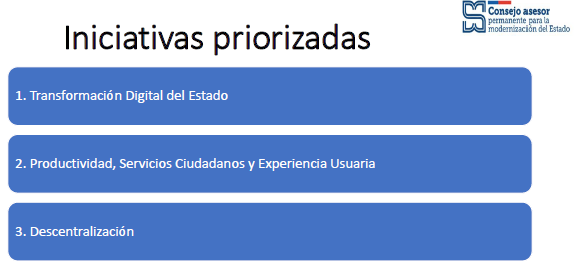 Iniciativas priorizadas
Consejo asesor
permanente para la
modernización del Estado
1. Transformación Digital del Estado
2. Productividad, Servicios Ciudadanos y Experiencia Usuaria
3. Descentralización